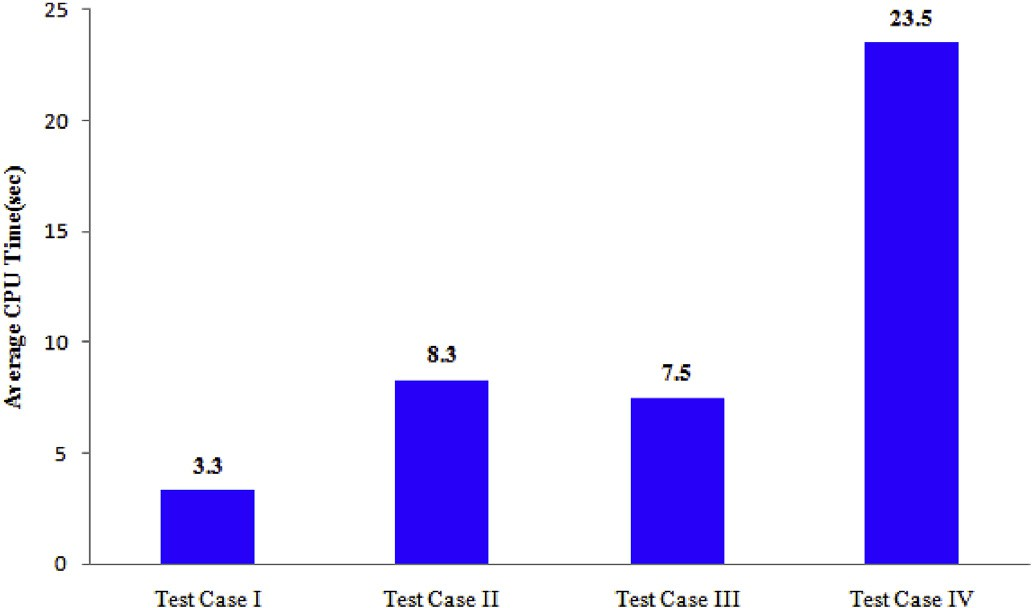 25
20
15
10
5
0
Average CPU Time(sec)
3.3
8.3
7.5
23.5
Test Case I
Test Case II
Test Case III
Test Case IV